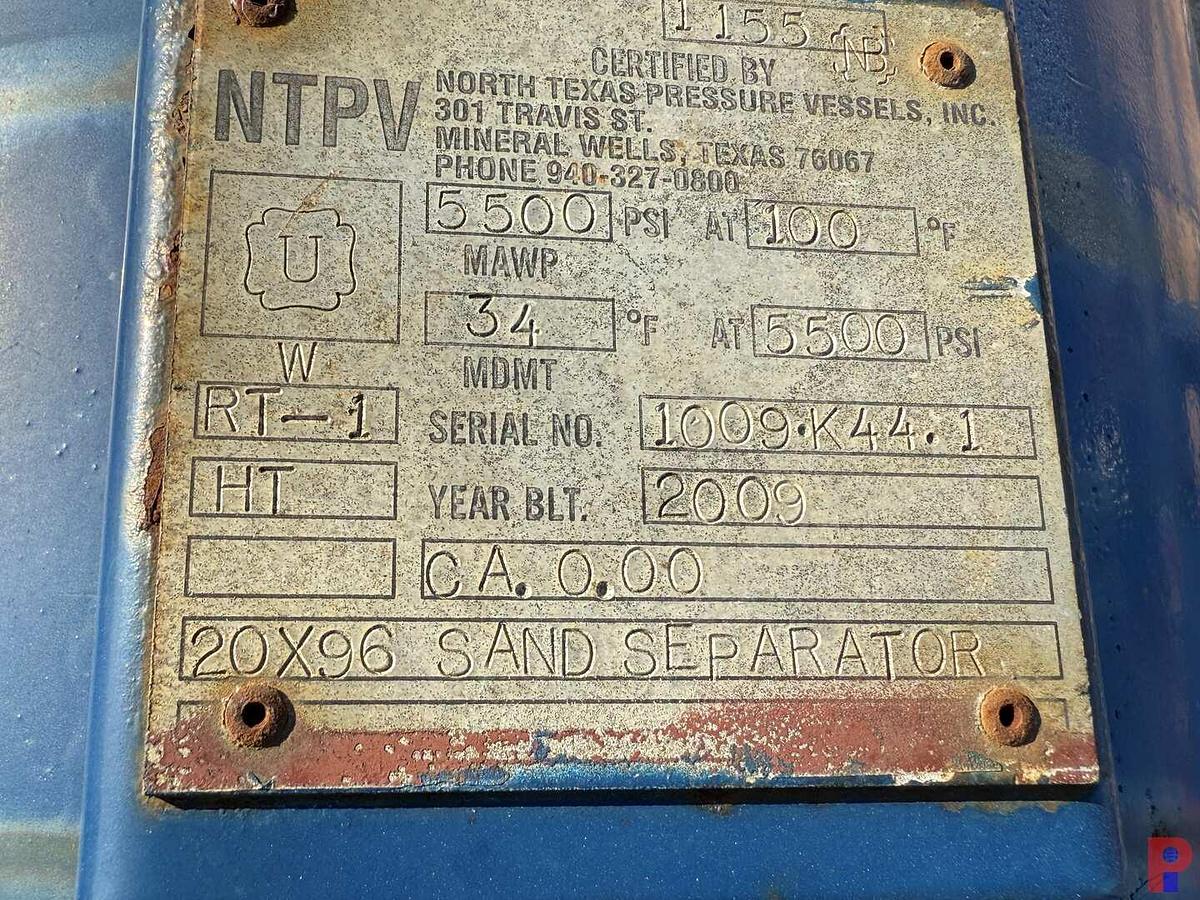 1155 NB
CERTIFIED BY
NTPV
NORTH TEXAS PRESSURE VESSELS, INC.
301 TRAVIS ST.
MINERAL WELLS, TEXAS 76067
PHONE 940-327-0800
U
W
5500 PSI AT 100 °F
MAWP
34 °F AT 5500 PSI
MDMT
RT-1 SERIAL NO. 1009.K44.1
HT YEAR BLT. 2009
CA. 0.00
20X96 SAND SEPARATOR